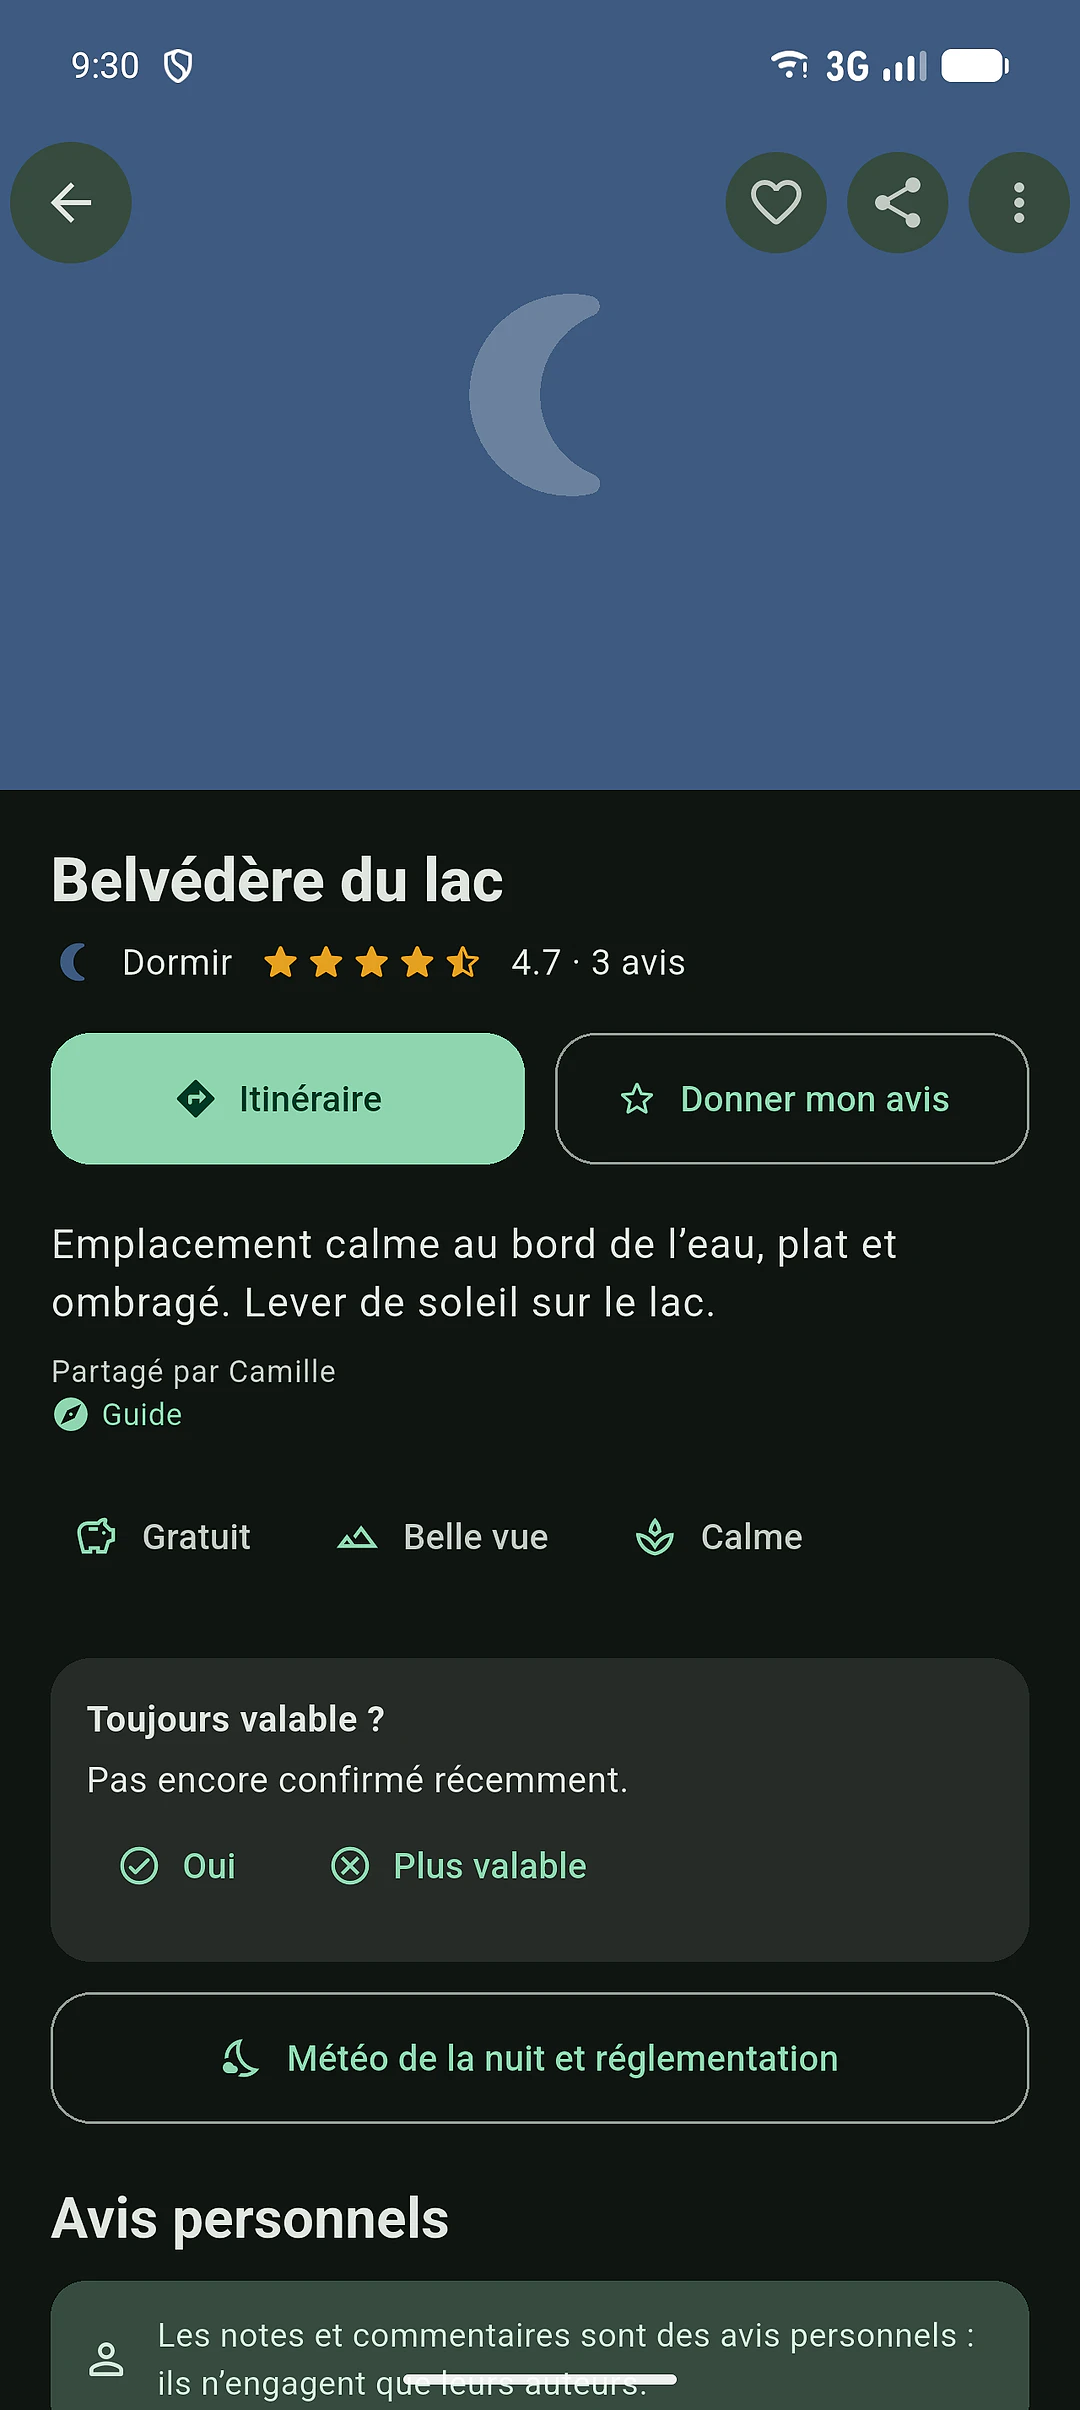 9:30
3G
Belvédère du lac
Dormir 4.7 · 3 avis
Itinéraire
Donner mon avis
Emplacement calme au bord de l’eau, plat et
ombragé. Lever de soleil sur le lac.
Partagé par Camille
Guide
Gratuit
Belle vue
Calme
Toujours valable ?
Pas encore confirmé récemment.
Oui
Plus valable
Météo de la nuit et réglementation
Avis personnels
Les notes et commentaires sont des avis personnels :
ils n’engagent que leurs auteurs.